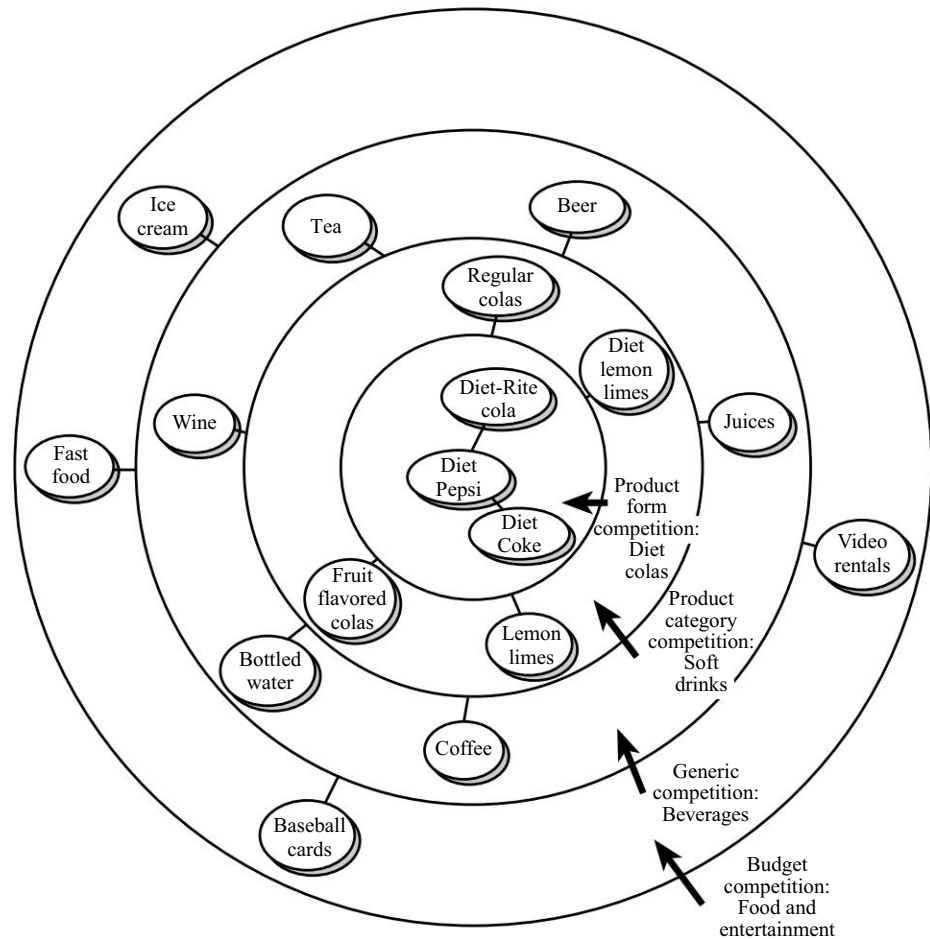 Ice
cream
Tea
Beer
Regular
colas
Diet
lemon
limes
Diet-Rite
cola
Wine
Juices
Fast
food
Diet
Pepsi
Product
form
competition:
Diet
colas
Diet
Coke
Video
rentals
Fruit
flavored
colas
Product
category
competition:
Soft
drinks
Lemon
limes
Bottled
water
Coffee
Generic
competition:
Beverages
Baseball
cards
Budget
competition:
Food and
entertainment